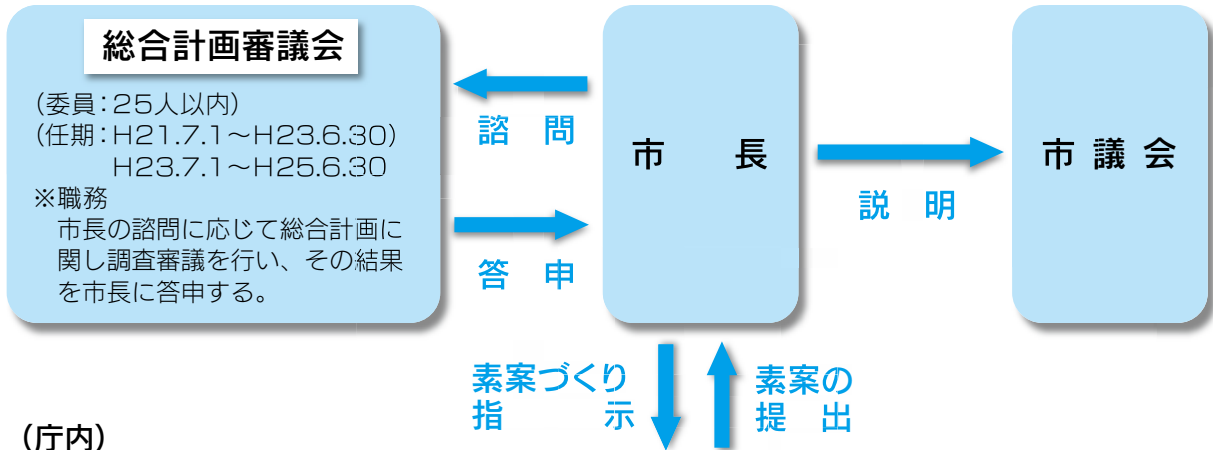 総合計画審議会
(委員：25人以内)
(任期：H21.7.1～H23.6.30)
H23.7.1～H25.6.30
※職務
市長の諮問に応じて総合計画に
関し調査審議を行い、その結果
を市長に答申する。
諮 問
答 申
市 長
説 明
市 議 会
素案づくり
指 示
素案の
提 出
(庁内)